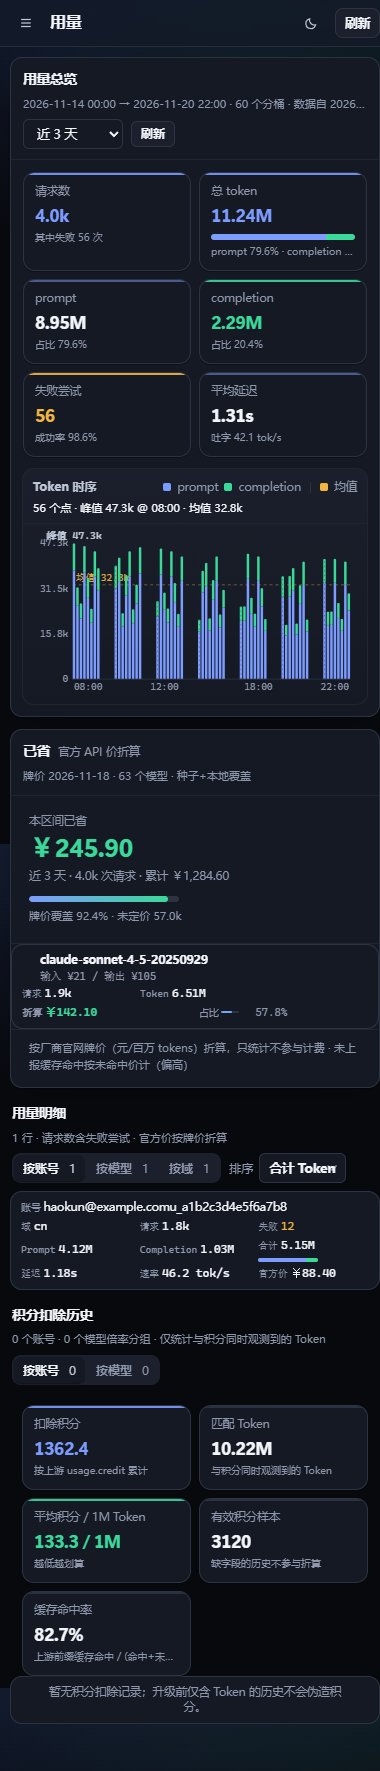 用量
刷新
用量总览
2026-11-14 00:00 → 2026-11-20 22:00 · 60 个分桶 · 数据自 2026...
近 3 天
刷新
请求数
4.0k
其中失败 56 次
总 token
11.24M
prompt 79.6% · completion ...
prompt
8.95M
占比 79.6%
completion
2.29M
占比 20.4%
失败尝试
56
成功率 98.6%
平均延迟
1.31s
吐字 42.1 tok/s
Token 时序
prompt
completion
均值
56 个点 · 峰值 47.3k @ 08:00 · 均值 32.8k
峰值 47.3k
47.3k
均值 32.8k
31.5k
15.8k
0
08:00
12:00
18:00
22:00
已省 官方 API 价折算
牌价 2026-11-18 · 63 个模型 · 种子+本地覆盖
本区间已省
¥245.90
近 3 天 · 4.0k 次请求 · 累计 ¥1,284.60
牌价覆盖 92.4% · 未定价 57.0k
claude-sonnet-4-5-20250929
输入 ¥21 / 输出 ¥105
请求 1.9k
Token 6.51M
折算 ¥142.10
占比
57.8%
按厂商官网牌价（元/百万 tokens）折算，只统计不参与计费 · 未上
报缓存命中按未命中价计（偏高）
用量明细
1 行 · 请求数含失败尝试 · 官方价按牌价折算
按账号 1
按模型 1
按域 1
排序
合计 Token
账号 haokun@example.comu_a1b2c3d4e5f6a7b8
域 cn
请求 1.8k
失败 12
Prompt 4.12M
Completion 1.03M
合计 5.15M
延迟 1.18s
速率 46.2 tok/s
官方价 ¥88.40
积分扣除历史
0 个账号 · 0 个模型倍率分组 · 仅统计与积分同时观测到的 Token
按账号 0
按模型 0
扣除积分
1362.4
按上游 usage.credit 累计
匹配 Token
10.22M
与积分同时观测到的 Token
平均积分 / 1M Token
133.3 / 1M
越低越划算
有效积分样本
3120
缺字段的历史不参与折算
缓存命中率
82.7%
上游前缀缓存命中 / (命中+未...
暂无积分扣除记录；升级前仅含 Token 的历史不会伪造积
分。